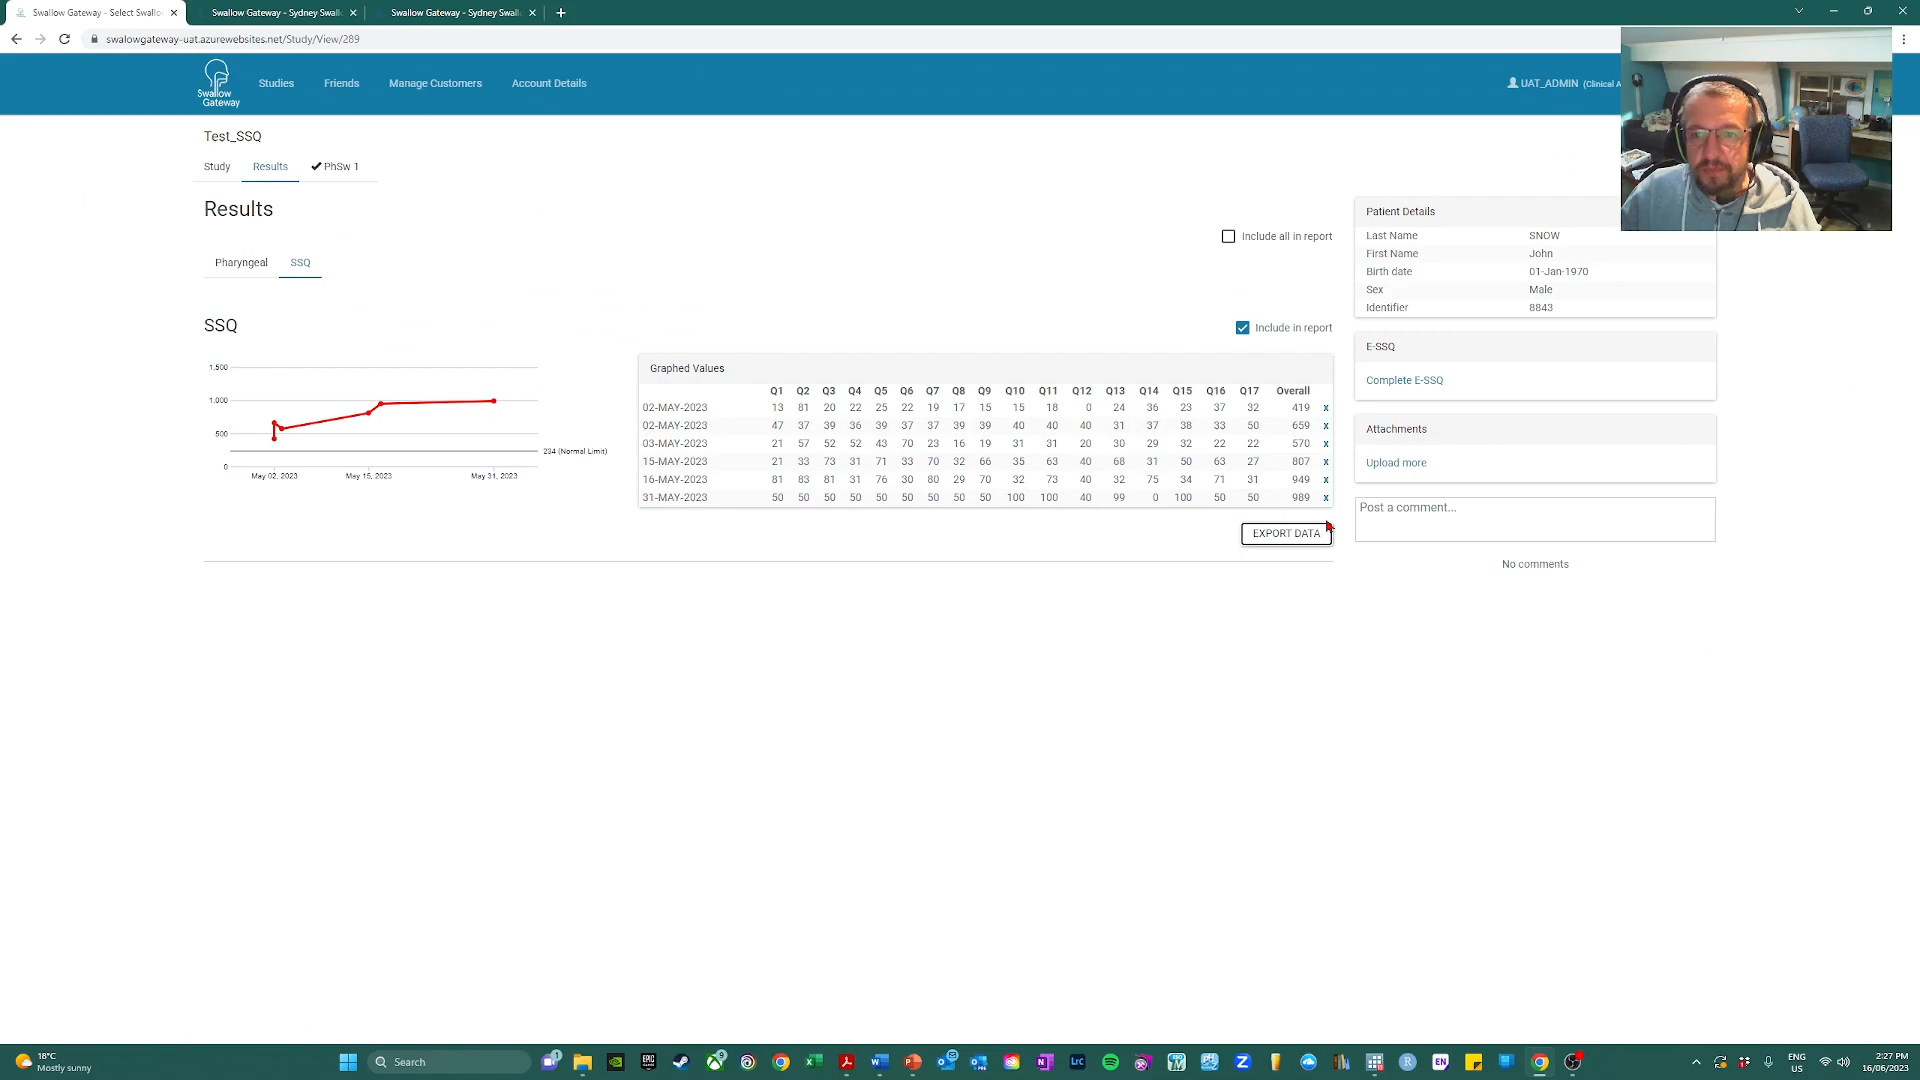 Swallow Gateway - Select Swallo
Swallow Gateway - Sydney Swall
Swallow Gateway - Sydney Swall
swalowgateway-uat.azurewebsites.net/Study/View/289
Swallow
Gateway
Studies
Friends
Manage Customers
Account Details
UAT_ADMIN (Clinical A
Test_SSQ
Study
Results
PhSw 1
Results
Include all in report
Pharyngeal
SSQ
SSQ
Include in report
1,500
1,000
500
0
234 (Normal Limit)
May 02, 2023
May 15, 2023
May 31, 2023
Graphed Values
Q1 Q2 Q3 Q4 Q5 Q6 Q7 Q8 Q9 Q10 Q11 Q12 Q13 Q14 Q15 Q16 Q17 Overall
02-MAY-2023 13 81 20 22 25 22 19 17 15 15 18 0 24 36 23 37 32 419 x
02-MAY-2023 47 37 39 36 39 37 37 39 39 40 40 40 31 37 38 33 50 659 x
03-MAY-2023 21 57 52 52 43 70 23 16 19 31 31 20 30 29 32 22 22 570 x
15-MAY-2023 21 33 73 31 71 33 70 32 66 35 63 40 68 31 50 63 27 807 x
16-MAY-2023 81 83 81 31 76 30 80 29 70 32 73 40 32 75 34 71 31 949 x
31-MAY-2023 50 50 50 50 50 50 50 50 50 100 100 40 99 0 100 50 50 989 x
EXPORT DATA
Patient Details
Last Name SNOW
First Name John
Birth date 01-Jan-1970
Sex Male
Identifier 8843
E-SSQ
Complete E-SSQ
Attachments
Upload more
Post a comment...
No comments
18°C
Mostly sunny
Search
ENG
US
2:27 PM
16/06/2023